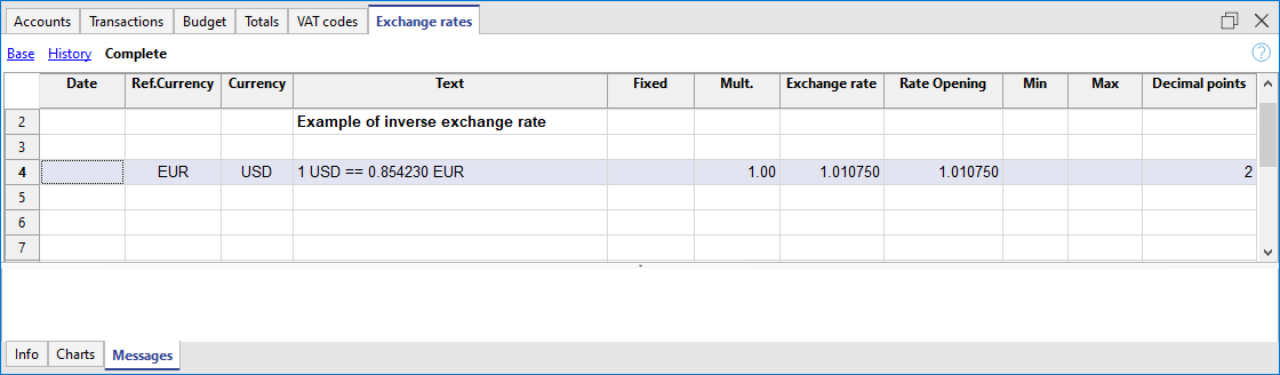 Accounts Transactions Budget Totals VAT codes Exchange rates
Base History Complete
Date Ref.Currency Currency Text Fixed Mult. Exchange rate Rate Opening Min Max Decimal points
2 Example of inverse exchange rate
3
4 EUR USD 1 USD == 0.854230 EUR 1.00 1.010750 1.010750 2
5
6
7
Info Charts Messages